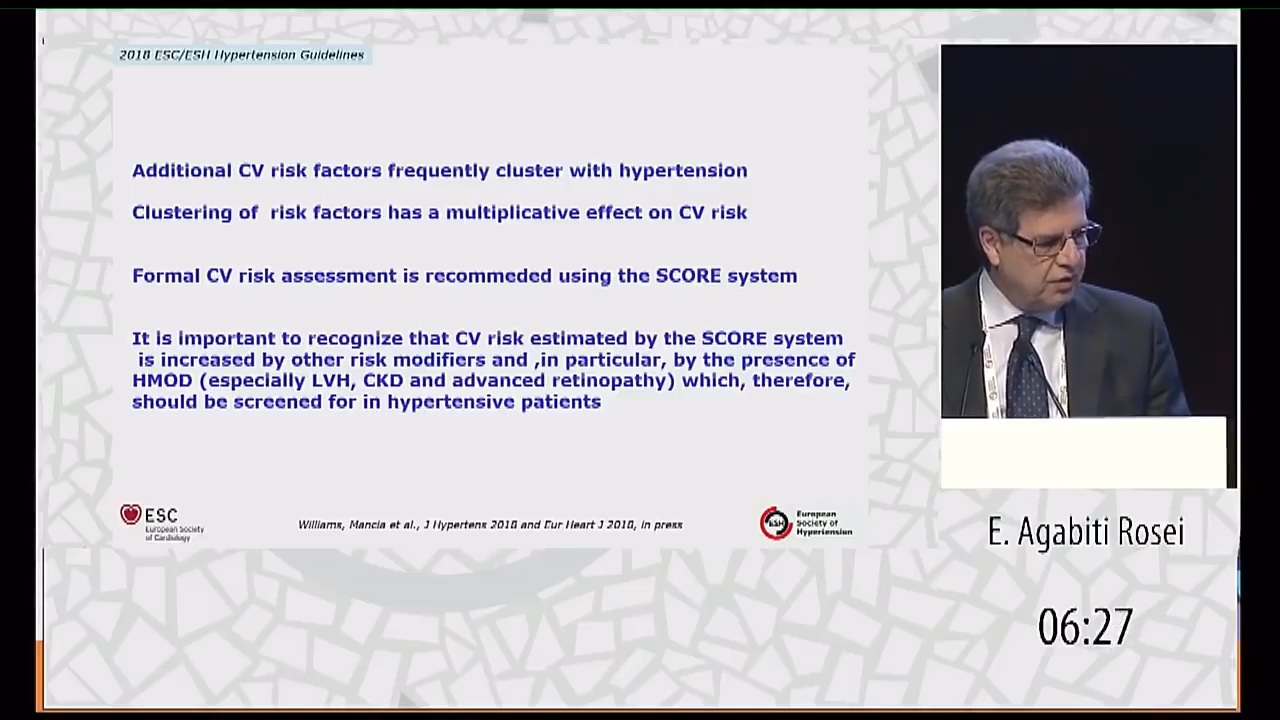 2018 ESC/ESH Hypertension Guidelines
Additional CV risk factors frequently cluster with hypertension
Clustering of risk factors has a multiplicative effect on CV risk
Formal CV risk assessment is recommeded using the SCORE system
It is important to recognize that CV risk estimated by the SCORE system
is increased by other risk modifiers and ,in particular, by the presence of
HMOD (especially LVH, CKD and advanced retinopathy) which, therefore,
should be screened for in hypertensive patients
ESC
European Society
of Cardiology
Williams, Mancia et al., J Hypertens 2018 and Eur Heart J 2018, in press
ESH
European
Society of
Hypertension
E. Agabiti Rosei
06:27